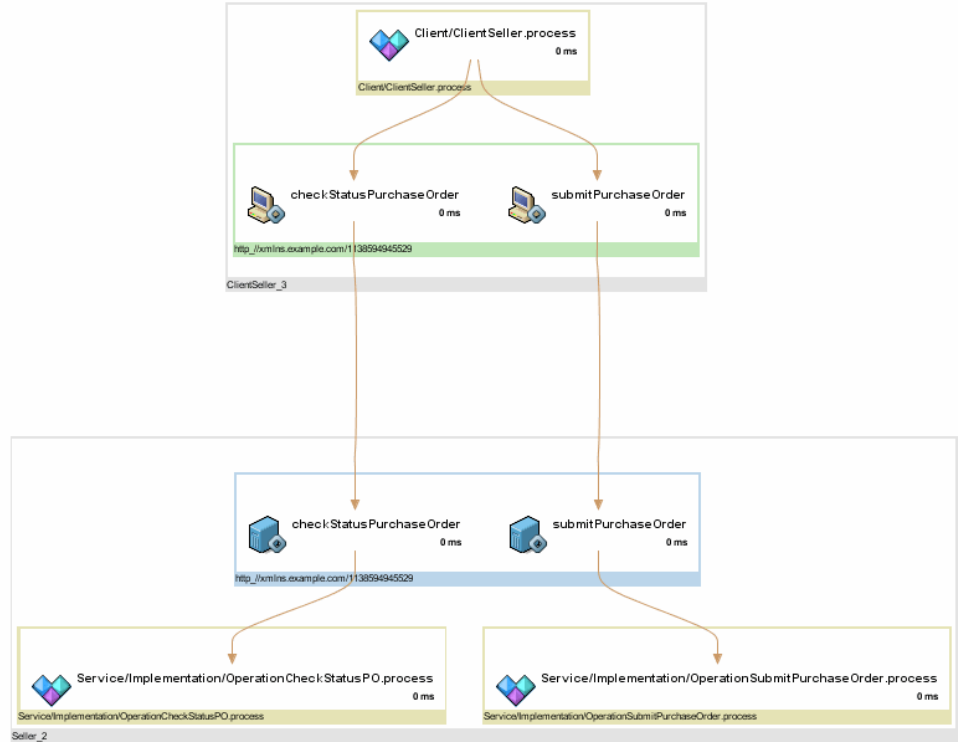 Client/ClientSeller.process
0 ms
Client/ClientSeller.process
checkStatusPurchaseOrder
0 ms
submitPurchaseOrder
0 ms
http_//xmlns.example.com/1138594945529
ClientSeller_3
checkStatusPurchaseOrder
0 ms
submitPurchaseOrder
0 ms
http_//xmlns.example.com/1138594945529
Service/Implementation/OperationCheckStatusPO.process
0 ms
Service/Implementation/OperationCheckStatusPO.process
Service/Implementation/OperationSubmitPurchaseOrder.process
0 ms
Service/Implementation/OperationSubmitPurchaseOrder.process
Seller_2